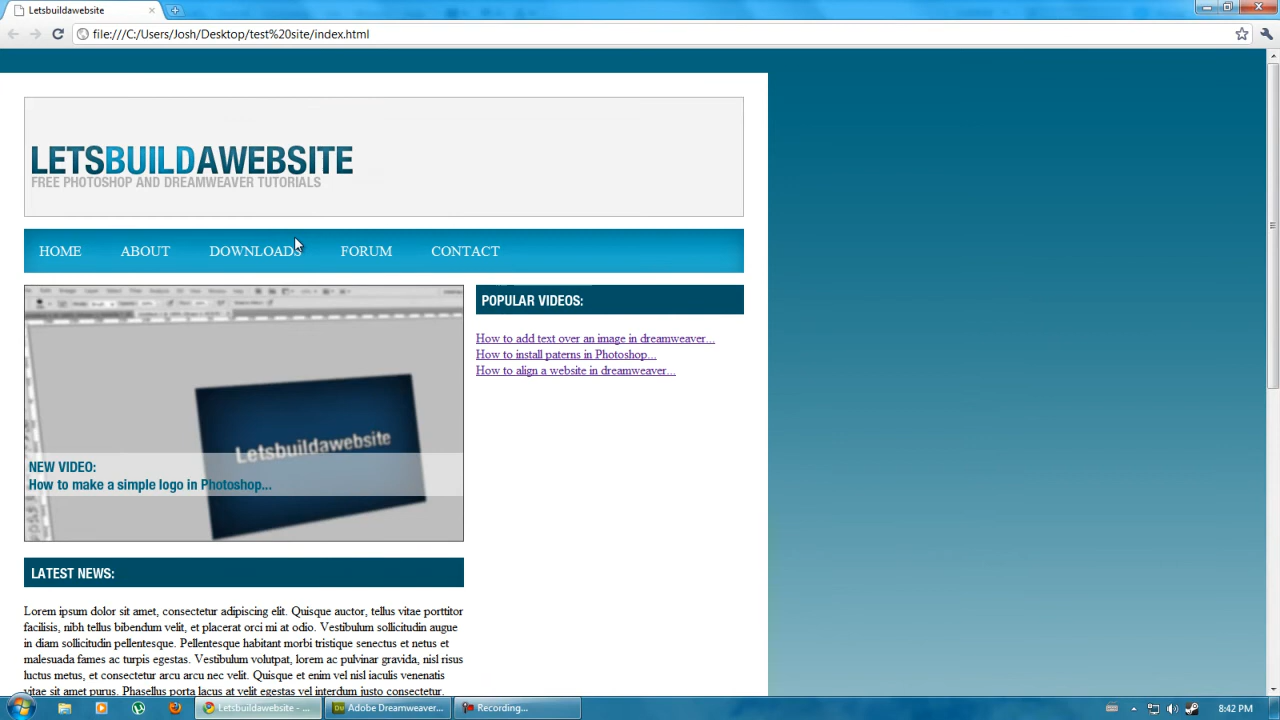 Letsbuildawebsite
file:///C:/Users/Josh/Desktop/test%20site/index.html
LETSBUILDAWEBSITE
FREE PHOTOSHOP AND DREAMWEAVER TUTORIALS
HOME ABOUT DOWNLOADS FORUM CONTACT
Letsbuildawebsite
NEW VIDEO:
How to make a simple logo in Photoshop...
POPULAR VIDEOS:
How to add text over an image in dreamweaver...
How to install paterns in Photoshop...
How to align a website in dreamweaver...
LATEST NEWS:
Lorem ipsum dolor sit amet, consectetur adipiscing elit. Quisque auctor, tellus vitae porttitor
facilisis, nibh tellus bibendum velit, et placerat orci mi at odio. Vestibulum sollicitudin augue
in diam sollicitudin pellentesque. Pellentesque habitant morbi tristique senectus et netus et
malesuada fames ac turpis egestas. Vestibulum volutpat, lorem ac pulvinar gravida, nisl risus
luctus metus, et consectetur arcu arcu nec velit. Quisque et enim vel nisl iaculis venenatis
vitae sit amet purus. Phasellus porta lacus at velit egestas vel interdum justo consectetur.
Letsbuildawebsite - ...
Dw Adobe Dreamweaver...
Recording...
8:42 PM